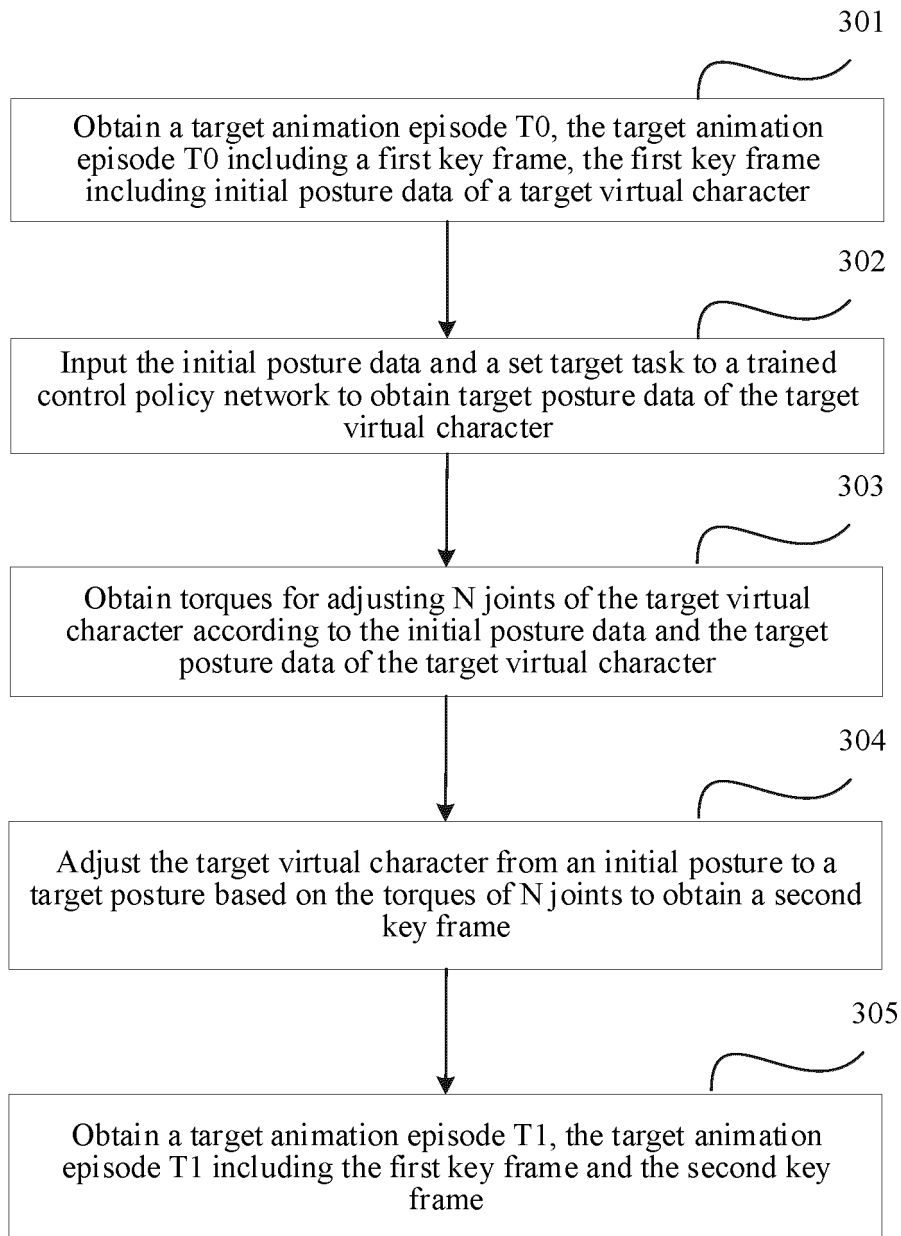 301
Obtain a target animation episode T0, the target animation
episode T0 including a first key frame, the first key frame
including initial posture data of a target virtual character
302
Input the initial posture data and a set target task to a trained
control policy network to obtain target posture data of the target
virtual character
303
Obtain torques for adjusting N joints of the target virtual
character according to the initial posture data and the target
posture data of the target virtual character
304
Adjust the target virtual character from an initial posture to a
target posture based on the torques of N joints to obtain a second
key frame
305
Obtain a target animation episode T1, the target animation
episode T1 including the first key frame and the second key
frame